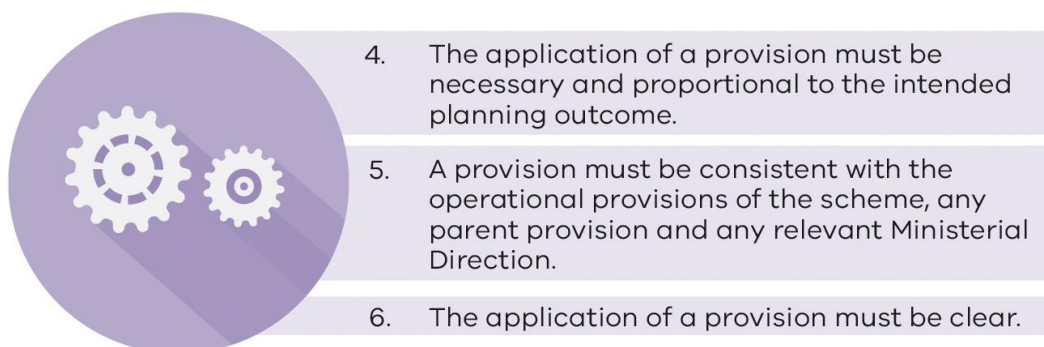 4. The application of a provision must be
necessary and proportional to the intended
planning outcome.
5. A provision must be consistent with the
operational provisions of the scheme, any
parent provision and any relevant Ministerial
Direction.
6. The application of a provision must be clear.